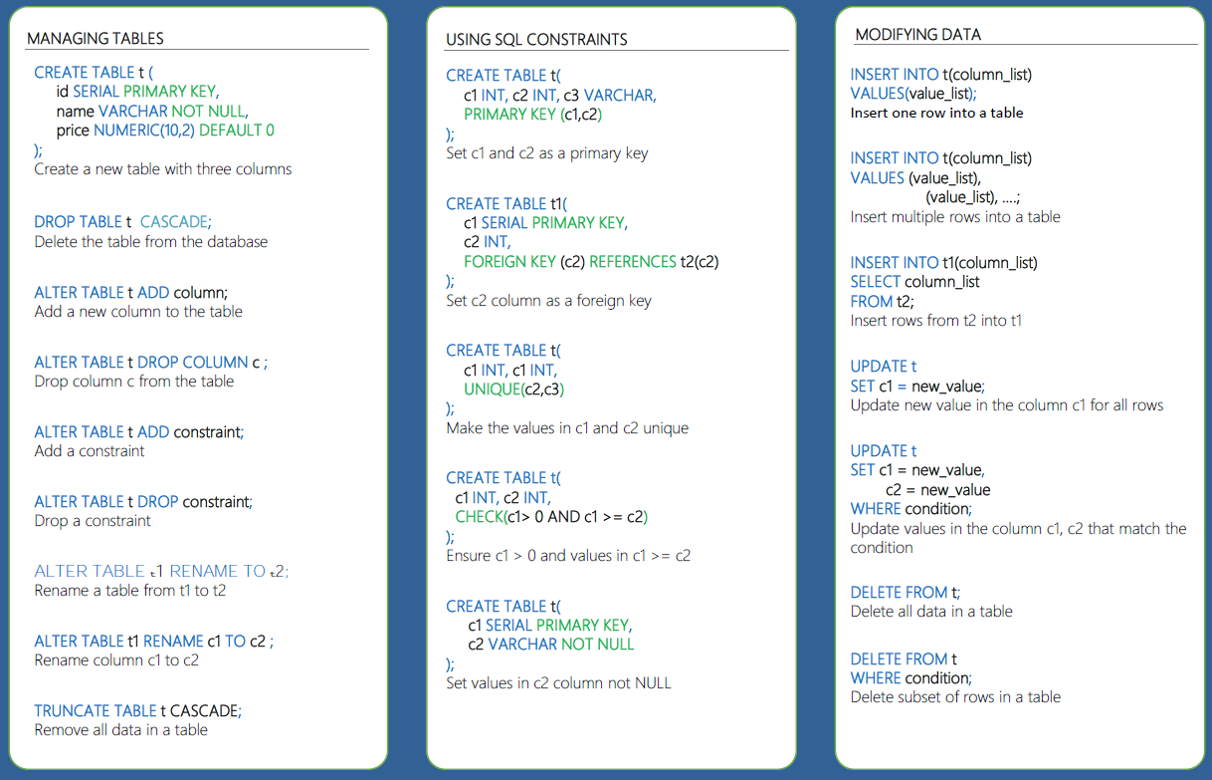 MANAGING TABLES
CREATE TABLE t (
id SERIAL PRIMARY KEY,
name VARCHAR NOT NULL,
price NUMERIC(10,2) DEFAULT 0
);
Create a new table with three columns
DROP TABLE t CASCADE;
Delete the table from the database
ALTER TABLE t ADD column;
Add a new column to the table
ALTER TABLE t DROP COLUMN c ;
Drop column c from the table
ALTER TABLE t ADD constraint;
Add a constraint
ALTER TABLE t DROP constraint;
Drop a constraint
ALTER TABLE t1 RENAME TO t2;
Rename a table from t1 to t2
ALTER TABLE t1 RENAME c1 TO c2 ;
Rename column c1 to c2
TRUNCATE TABLE t CASCADE;
Remove all data in a table
USING SQL CONSTRAINTS
CREATE TABLE t(
c1 INT, c2 INT, c3 VARCHAR,
PRIMARY KEY (c1,c2)
);
Set c1 and c2 as a primary key
CREATE TABLE t1(
c1 SERIAL PRIMARY KEY,
c2 INT,
FOREIGN KEY (c2) REFERENCES t2(c2)
);
Set c2 column as a foreign key
CREATE TABLE t(
c1 INT, c1 INT,
UNIQUE(c2,c3)
);
Make the values in c1 and c2 unique
CREATE TABLE t(
c1 INT, c2 INT,
CHECK(c1> 0 AND c1 >= c2)
);
Ensure c1 > 0 and values in c1 >= c2
CREATE TABLE t(
c1 SERIAL PRIMARY KEY,
c2 VARCHAR NOT NULL
);
Set values in c2 column not NULL
MODIFYING DATA
INSERT INTO t(column_list)
VALUES(value_list);
Insert one row into a table
INSERT INTO t(column_list)
VALUES (value_list),
(value_list), ....;
Insert multiple rows into a table
INSERT INTO t1(column_list)
SELECT column_list
FROM t2;
Insert rows from t2 into t1
UPDATE t
SET c1 = new_value;
Update new value in the column c1 for all rows
UPDATE t
SET c1 = new_value,
c2 = new_value
WHERE condition;
Update values in the column c1, c2 that match the
condition
DELETE FROM t;
Delete all data in a table
DELETE FROM t
WHERE condition;
Delete subset of rows in a table